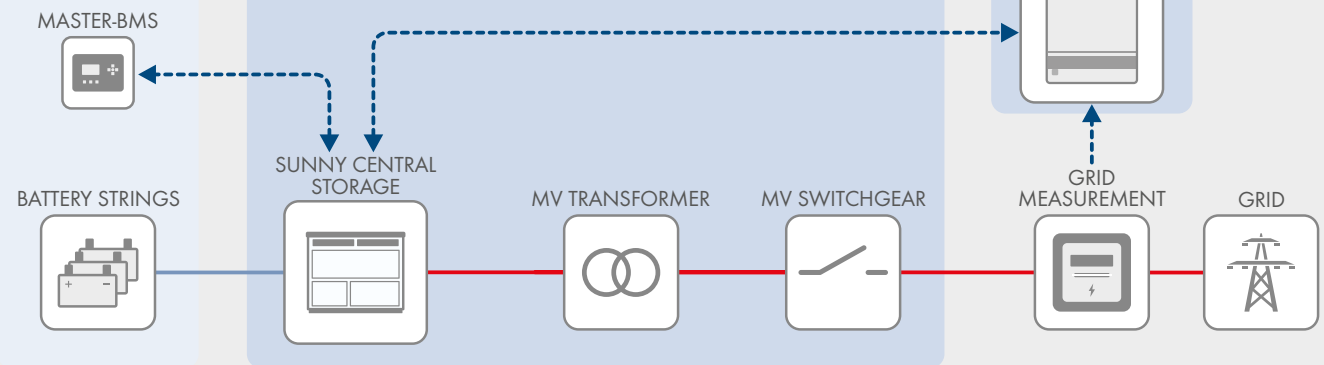 MASTER-BMS
SUNNY CENTRAL
STORAGE
GRID
MEASUREMENT
BATTERY STRINGS
MV TRANSFORMER
MV SWITCHGEAR
GRID